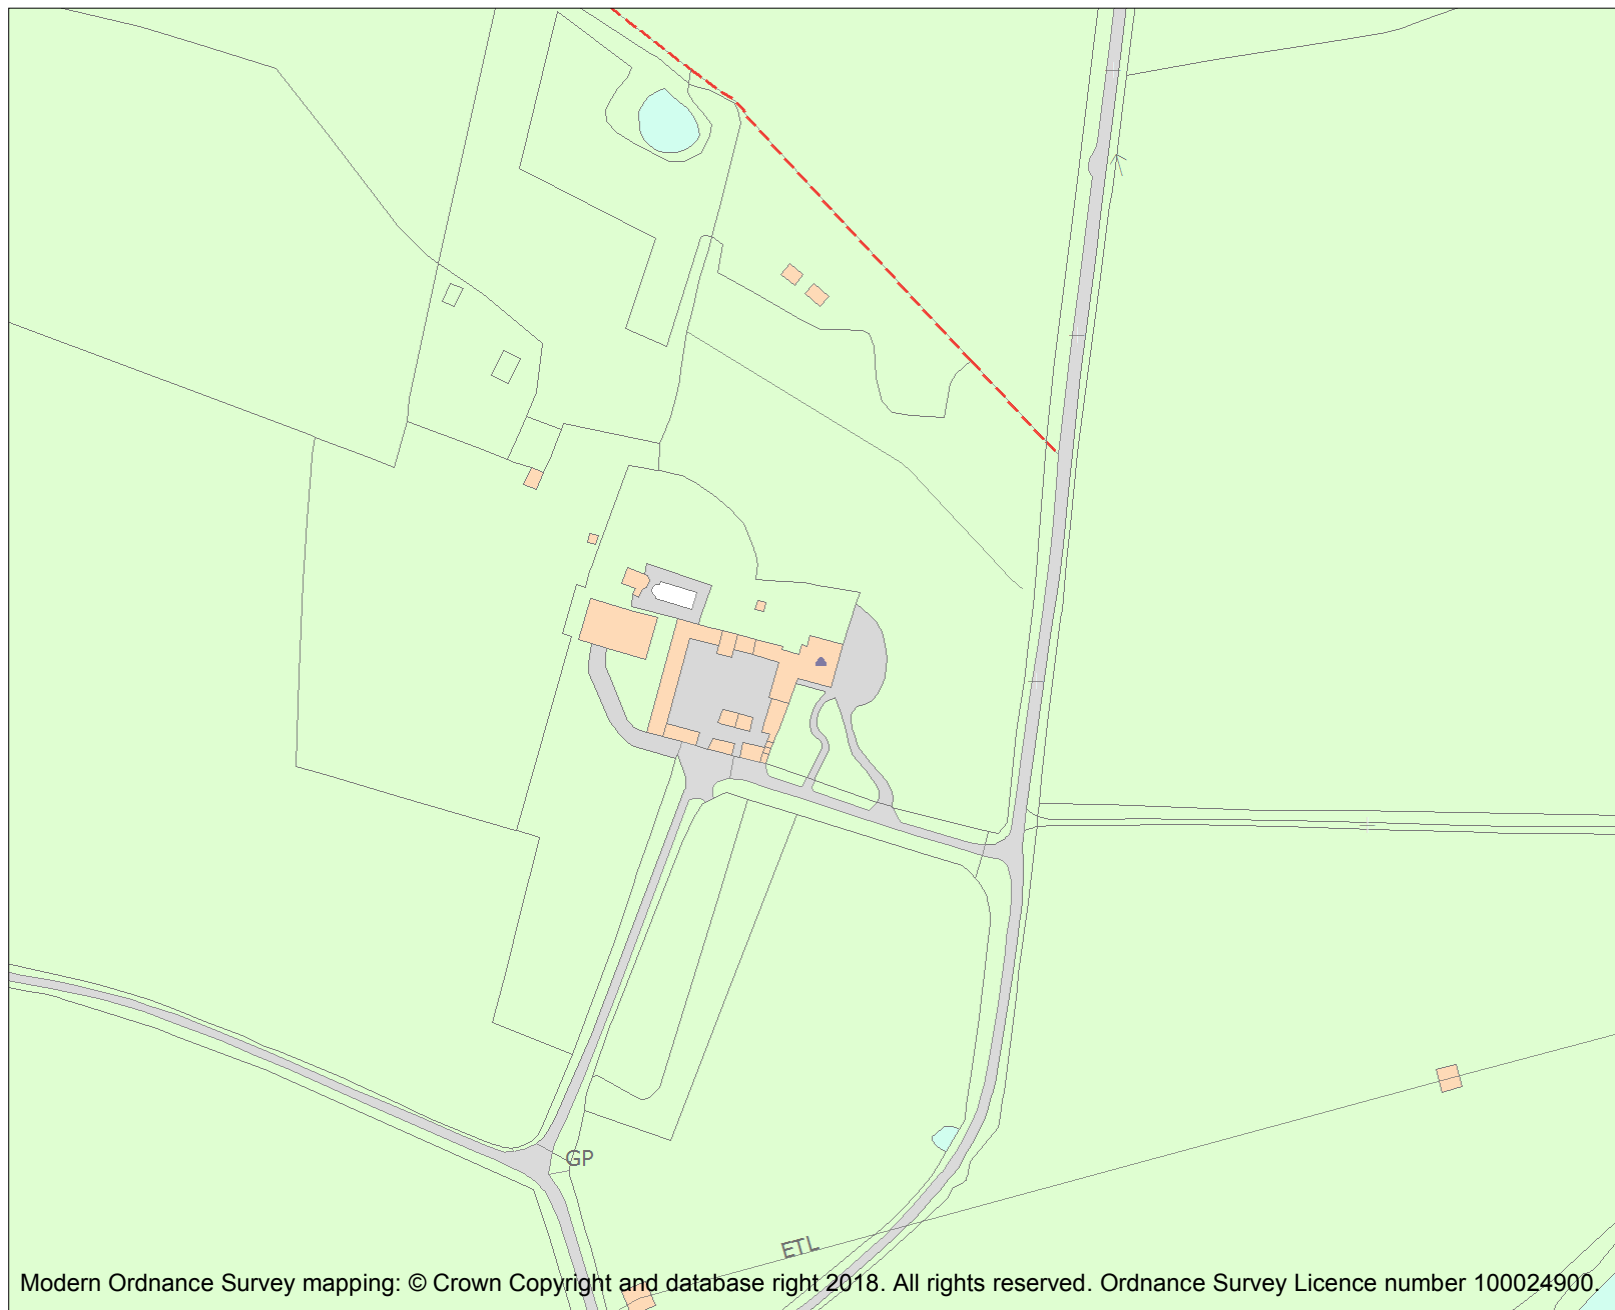 GP
ETL
Modern Ordnance Survey mapping: © Crown Copyright and database right 2018. All rights reserved. Ordnance Survey Licence number 100024900.